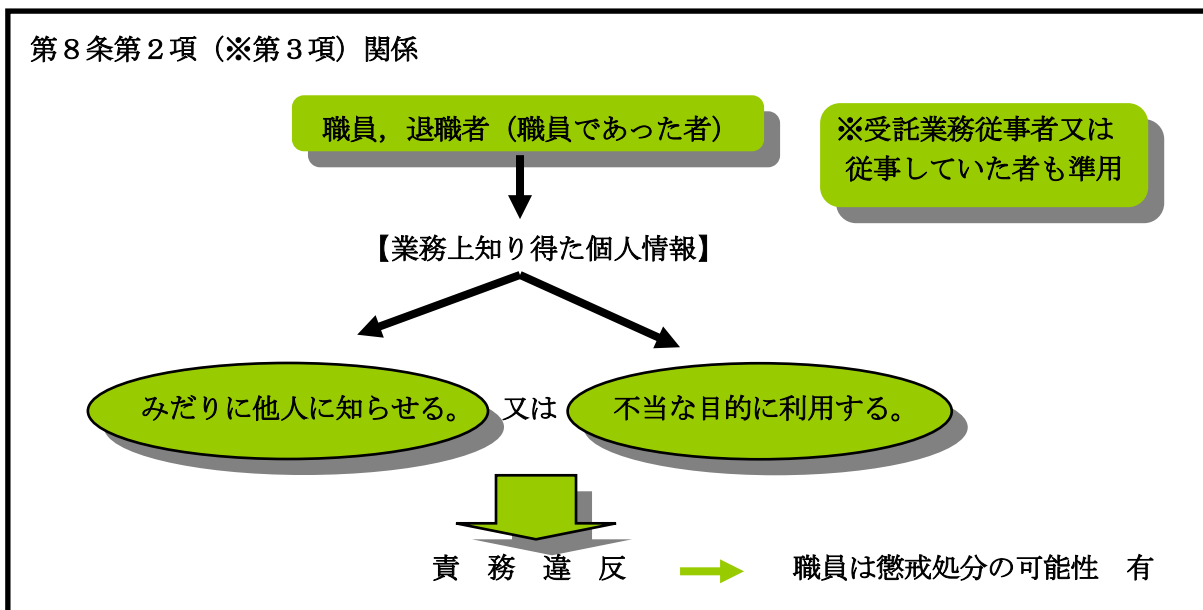 第８条第２項（※第３項）関係
職員，退職者（職員であった者）
※受託業務従事者又は
従事していた者も準用
【業務上知り得た個人情報】
みだりに他人に知らせる。
又は
不当な目的に利用する。
責　務　違　反
職員は懲戒処分の可能性　有